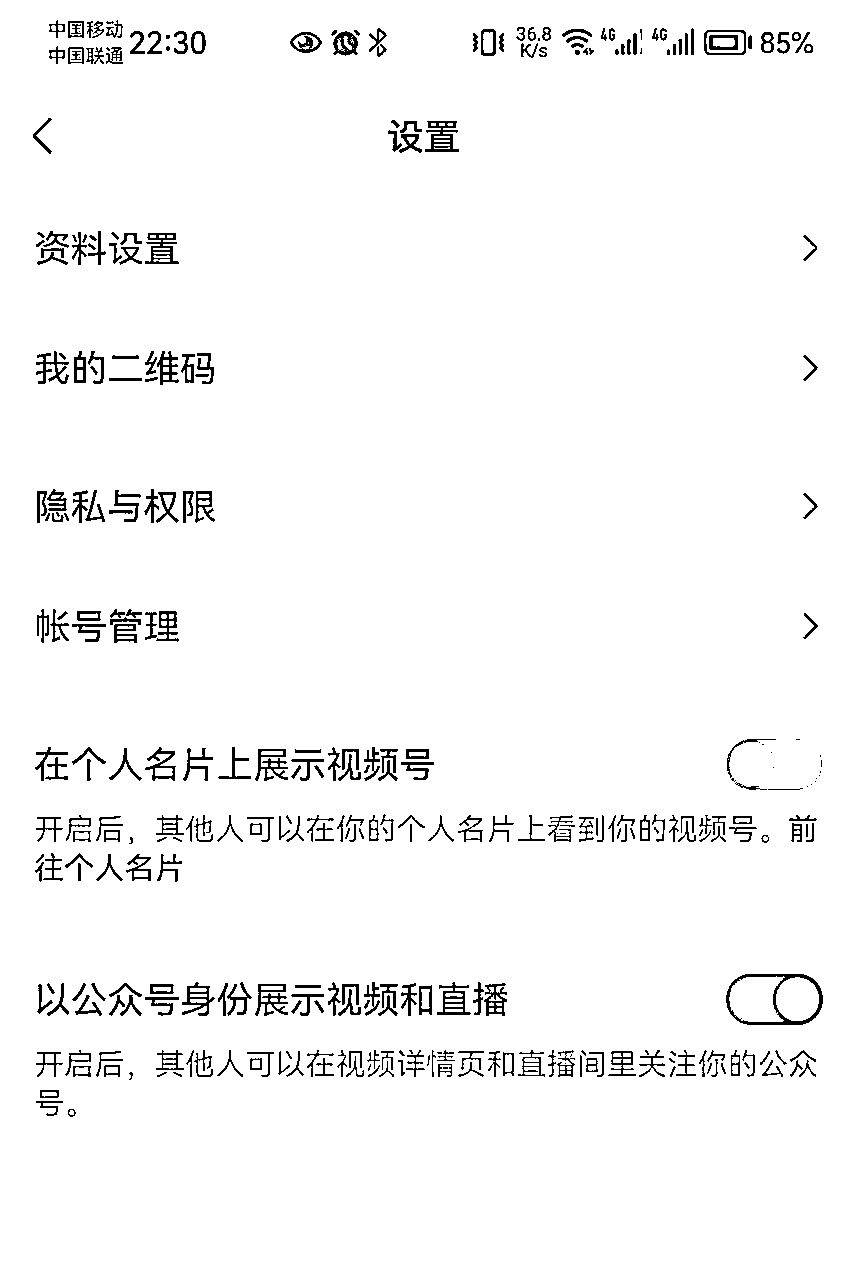 中国移动
中国联通 22:30 36.8 K/s 4G 4G 85%
设置
资料设置
我的二维码
隐私与权限
帐号管理
在个人名片上展示视频号
开启后，其他人可以在你的个人名片上看到你的视频号。前
往个人名片
以公众号身份展示视频和直播
开启后，其他人可以在视频详情页和直播间里关注你的公众
号。